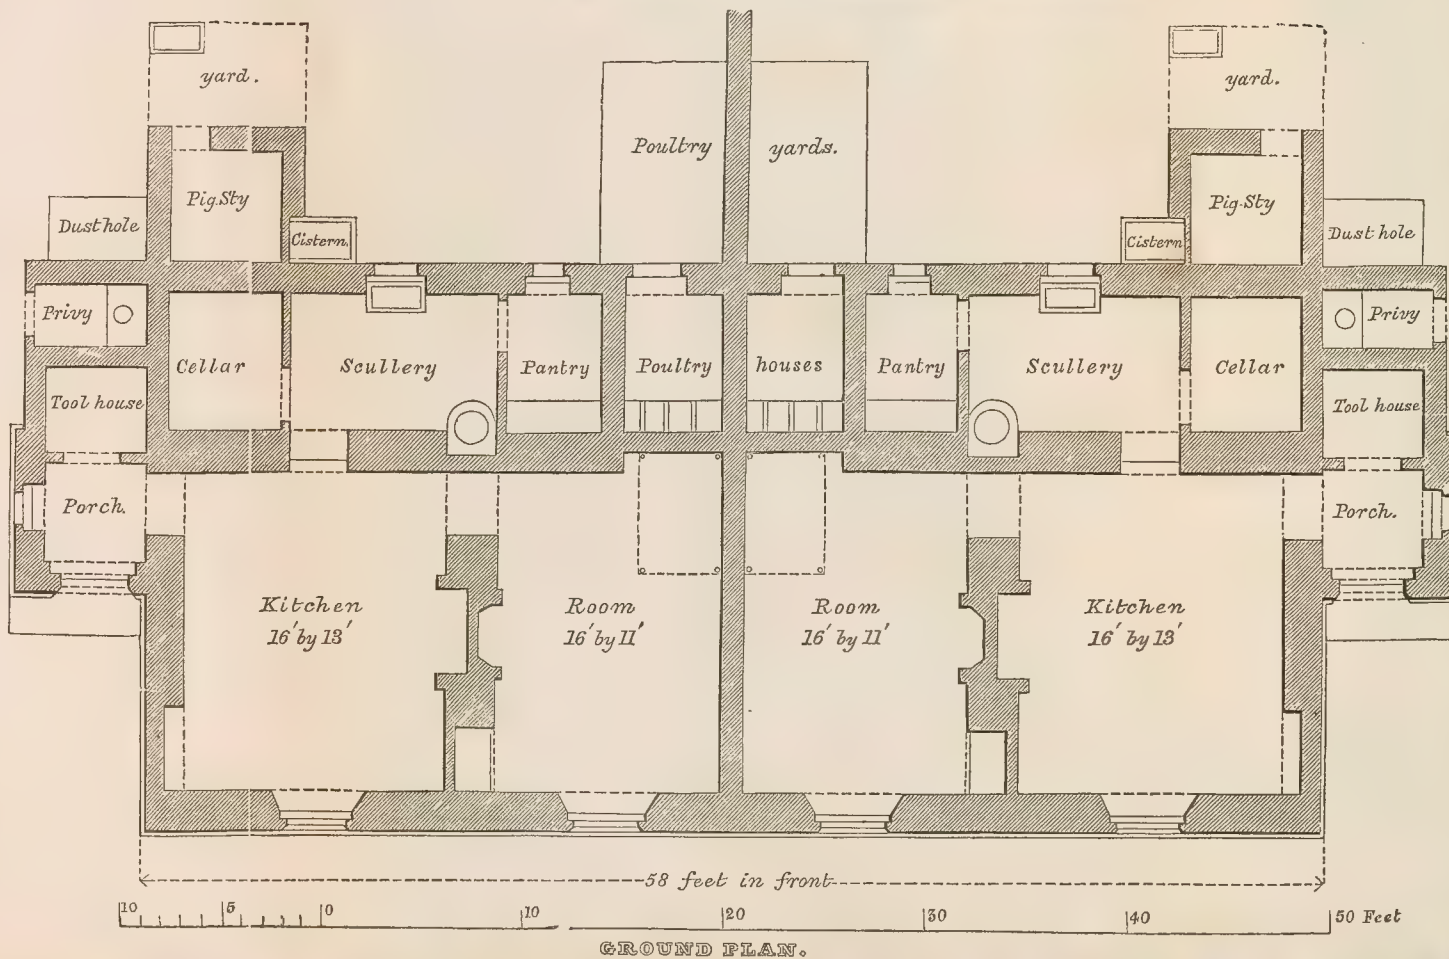 yard.
yard.
Poultry yards.
Pig.Sty
Pig-Sty
Dust hole
Cistern.
Cistern
Dust hole
Privy
Privy
Cellar
Scullery
Pantry
Poultry houses
Pantry
Scullery
Cellar
Tool house
Tool house
Porch.
Porch.
Kitchen
16' by 13'
Room
16' by 11'
Room
16' by 11'
Kitchen
16' by 13'
58 feet in front
10 5 0 10 20 30 40 50 Feet
GROUND PLAN.